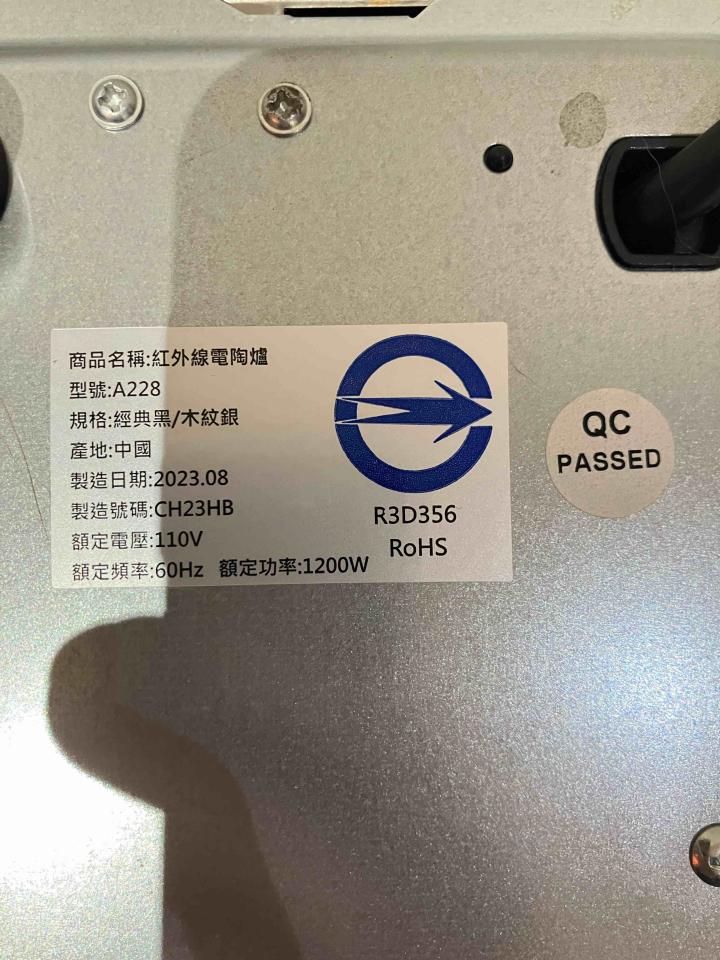 商品名稱:紅外線電陶爐
型號:A228
規格:經典黑/木紋銀
產地:中國
製造日期:2023.08
製造號碼:CH23HB
額定電壓:110V
額定頻率:60Hz 額定功率:1200W
R3D356
RoHS
QC
PASSED